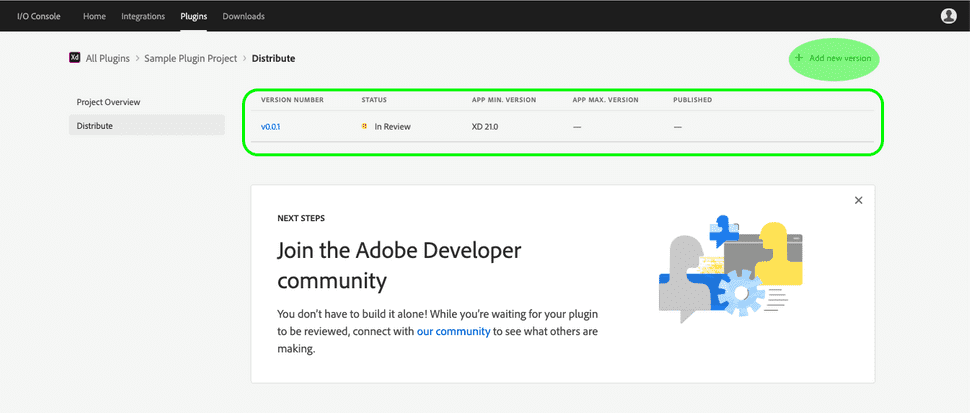 I/O Console Home Integrations Plugins Downloads
Xd All Plugins > Sample Plugin Project > Distribute
+ Add new version
Project Overview
Distribute
VERSION NUMBER STATUS APP MIN. VERSION APP MAX. VERSION PUBLISHED
v0.0.1 In Review XD 21.0 — —
NEXT STEPS
Join the Adobe Developer
community
You don't have to build it alone! While you're waiting for your plugin
to be reviewed, connect with our community to see what others are
making.